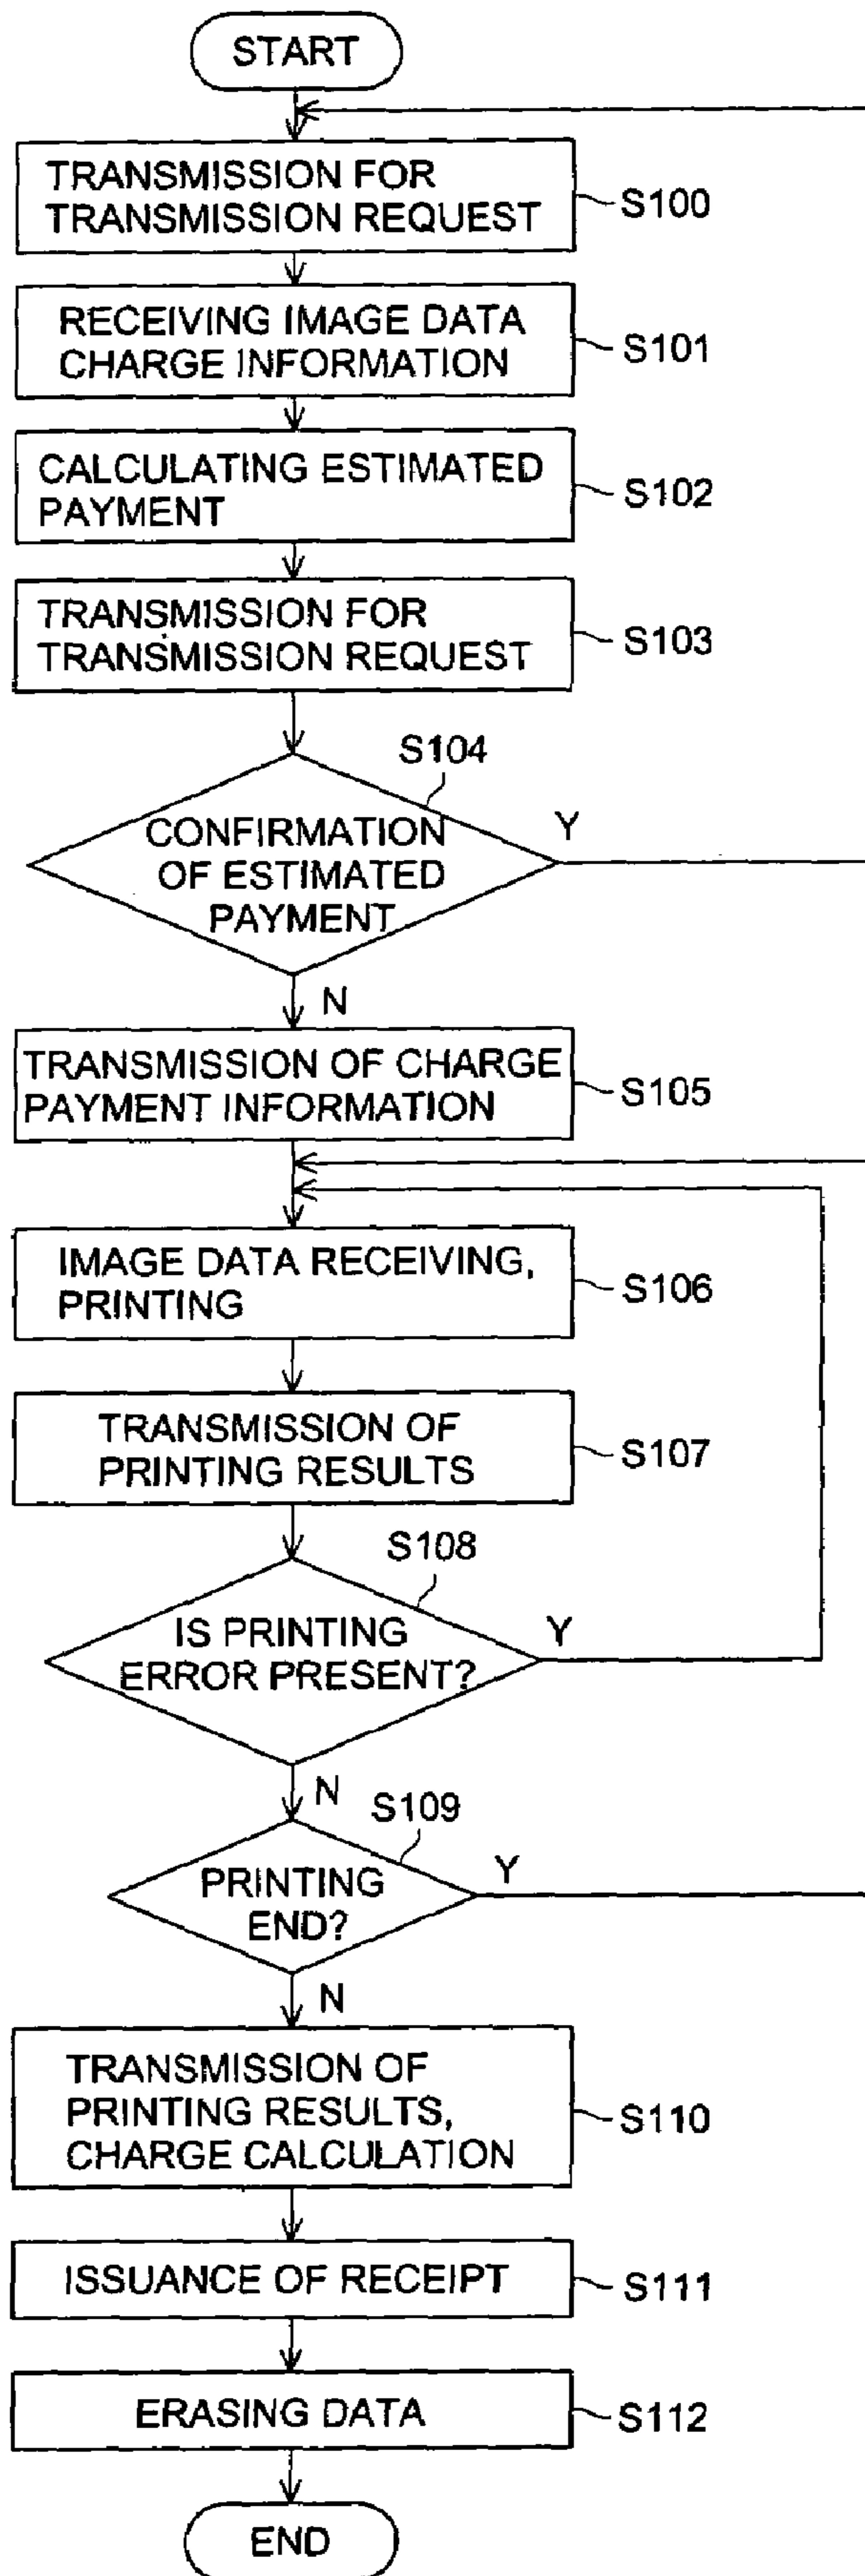 START
TRANSMISSION FOR
TRANSMISSION REQUEST
S100
RECEIVING IMAGE DATA
CHARGE INFORMATION
S101
CALCULATING ESTIMATED
PAYMENT
S102
TRANSMISSION FOR
TRANSMISSION REQUEST
S103
S104
CONFIRMATION
OF ESTIMATED
PAYMENT
Y
N
TRANSMISSION OF CHARGE
PAYMENT INFORMATION
S105
IMAGE DATA RECEIVING,
PRINTING
S106
TRANSMISSION OF
PRINTING RESULTS
S107
S108
IS PRINTING
ERROR PRESENT?
Y
N
S109
PRINTING
END?
Y
N
TRANSMISSION OF
PRINTING RESULTS,
CHARGE CALCULATION
S110
ISSUANCE OF RECEIPT
S111
ERASING DATA
S112
END